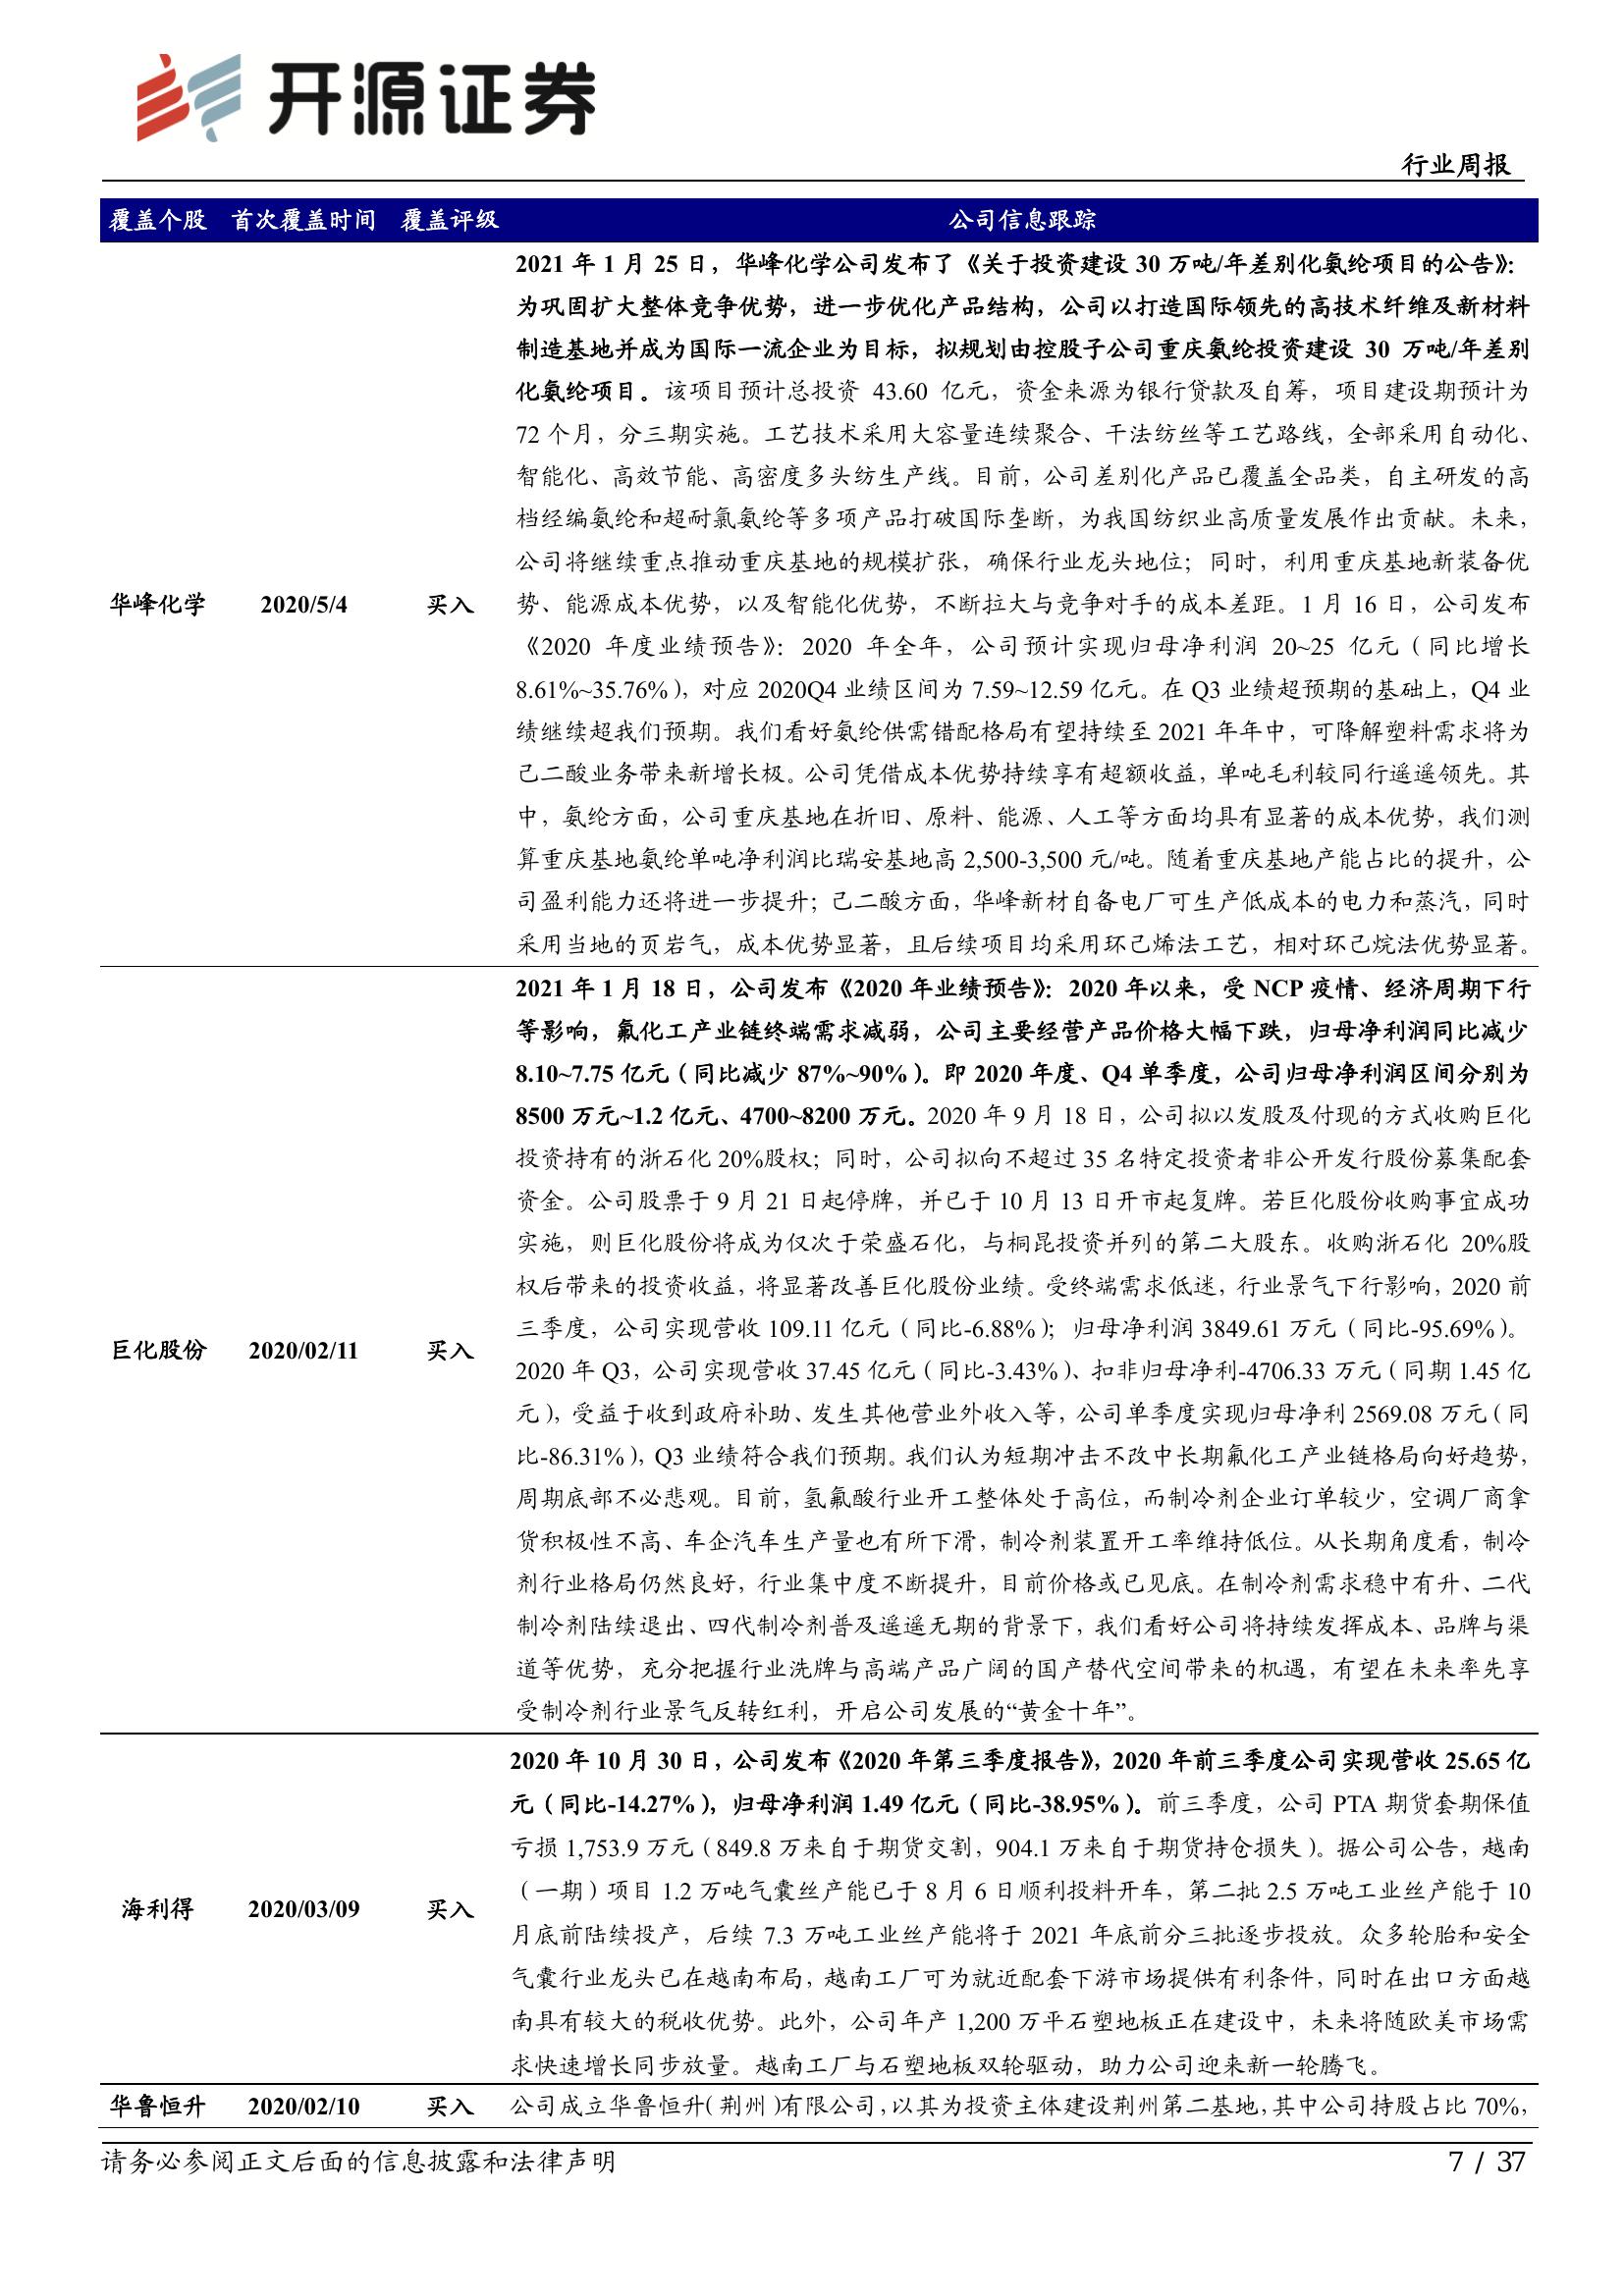 开源证券
行业周报
覆盖个股 首次覆盖时间 覆盖评级 公司信息跟踪
2021 年 1 月 25 日，华峰化学公司发布了《关于投资建设 30 万吨/年差别化氨纶项目的公告》：
为巩固扩大整体竞争优势，进一步优化产品结构，公司以打造国际领先的高技术纤维及新材料
制造基地并成为国际一流企业为目标，拟规划由控股子公司重庆氨纶投资建设 30 万吨/年差别
化氨纶项目。该项目预计总投资 43.60 亿元，资金来源为银行贷款及自筹，项目建设期预计为
72 个月，分三期实施。工艺技术采用大容量连续聚合、干法纺丝等工艺路线，全部采用自动化、
智能化、高效节能、高密度多头纺生产线。目前，公司差别化产品已覆盖全品类，自主研发的高
档经编氨纶和超耐氯氨纶等多项产品打破国际垄断，为我国纺织业高质量发展作出贡献。未来，
公司将继续重点推动重庆基地的规模扩张，确保行业龙头地位；同时，利用重庆基地新装备优
华峰化学 2020/5/4 买入 势、能源成本优势，以及智能化优势，不断拉大与竞争对手的成本差距。1 月 16 日，公司发布
《2020 年度业绩预告》：2020 年全年，公司预计实现归母净利润 20~25 亿元（同比增长
8.61%~35.76%），对应 2020Q4 业绩区间为 7.59~12.59 亿元。在 Q3 业绩超预期的基础上，Q4 业
绩继续超我们预期。我们看好氨纶供需错配格局有望持续至 2021 年年中，可降解塑料需求将为
己二酸业务带来新增长极。公司凭借成本优势持续享有超额收益，单吨毛利较同行遥遥领先。其
中，氨纶方面，公司重庆基地在折旧、原料、能源、人工等方面均具有显著的成本优势，我们测
算重庆基地氨纶单吨净利润比瑞安基地高 2,500-3,500 元/吨。随着重庆基地产能占比的提升，公
司盈利能力还将进一步提升；己二酸方面，华峰新材自备电厂可生产低成本的电力和蒸汽，同时
采用当地的页岩气，成本优势显著，且后续项目均采用环己烯法工艺，相对环己烷法优势显著。
2021 年 1 月 18 日，公司发布《2020 年业绩预告》：2020 年以来，受 NCP 疫情、经济周期下行
等影响，氟化工产业链终端需求减弱，公司主要经营产品价格大幅下跌，归母净利润同比减少
8.10~7.75 亿元（同比减少 87%~90%）。即 2020 年度、Q4 单季度，公司归母净利润区间分别为
8500 万元~1.2 亿元、4700~8200 万元。2020 年 9 月 18 日，公司拟以发股及付现的方式收购巨化
投资持有的浙石化 20%股权；同时，公司拟向不超过 35 名特定投资者非公开发行股份募集配套
资金。公司股票于 9 月 21 日起停牌，并已于 10 月 13 日开市起复牌。若巨化股份收购事宜成功
实施，则巨化股份将成为仅次于荣盛石化，与桐昆投资并列的第二大股东。收购浙石化 20%股
权后带来的投资收益，将显著改善巨化股份业绩。受终端需求低迷，行业景气下行影响，2020 前
三季度，公司实现营收 109.11 亿元（同比-6.88%）；归母净利润 3849.61 万元（同比-95.69%）。
巨化股份 2020/02/11 买入
2020 年 Q3，公司实现营收 37.45 亿元（同比-3.43%）、扣非归母净利-4706.33 万元（同期 1.45 亿
元），受益于收到政府补助、发生其他营业外收入等，公司单季度实现归母净利 2569.08 万元（同
比-86.31%），Q3 业绩符合我们预期。我们认为短期冲击不改中长期氟化工产业链格局向好趋势，
周期底部不必悲观。目前，氢氟酸行业开工整体处于高位，而制冷剂企业订单较少，空调厂商拿
货积极性不高、车企汽车生产量也有所下滑，制冷剂装置开工率维持低位。从长期角度看，制冷
剂行业格局仍然良好，行业集中度不断提升，目前价格或已见底。在制冷剂需求稳中有升、二代
制冷剂陆续退出、四代制冷剂普及遥遥无期的背景下，我们看好公司将持续发挥成本、品牌与渠
道等优势，充分把握行业洗牌与高端产品广阔的国产替代空间带来的机遇，有望在未来率先享
受制冷剂行业景气反转红利，开启公司发展的“黄金十年”。
2020 年 10 月 30 日，公司发布《2020 年第三季度报告》，2020 年前三季度公司实现营收 25.65 亿
元（同比-14.27%），归母净利润 1.49 亿元（同比-38.95%）。前三季度，公司 PTA 期货套期保值
亏损 1,753.9 万元（849.8 万来自于期货交割，904.1 万来自于期货持仓损失）。据公司公告，越南
（一期）项目 1.2 万吨气囊丝产能已于 8 月 6 日顺利投料开车，第二批 2.5 万吨工业丝产能于 10
海利得 2020/03/09 买入
月底前陆续投产，后续 7.3 万吨工业丝产能将于 2021 年底前分三批逐步投放。众多轮胎和安全
气囊行业龙头已在越南布局，越南工厂可为就近配套下游市场提供有利条件，同时在出口方面越
南具有较大的税收优势。此外，公司年产 1,200 万平石塑地板正在建设中，未来将随欧美市场需
求快速增长同步放量。越南工厂与石塑地板双轮驱动，助力公司迎来新一轮腾飞。
华鲁恒升 2020/02/10 买入 公司成立华鲁恒升（荆州）有限公司，以其为投资主体建设荆州第二基地，其中公司持股占比 70%，
请务必参阅正文后面的信息披露和法律声明 7 / 37